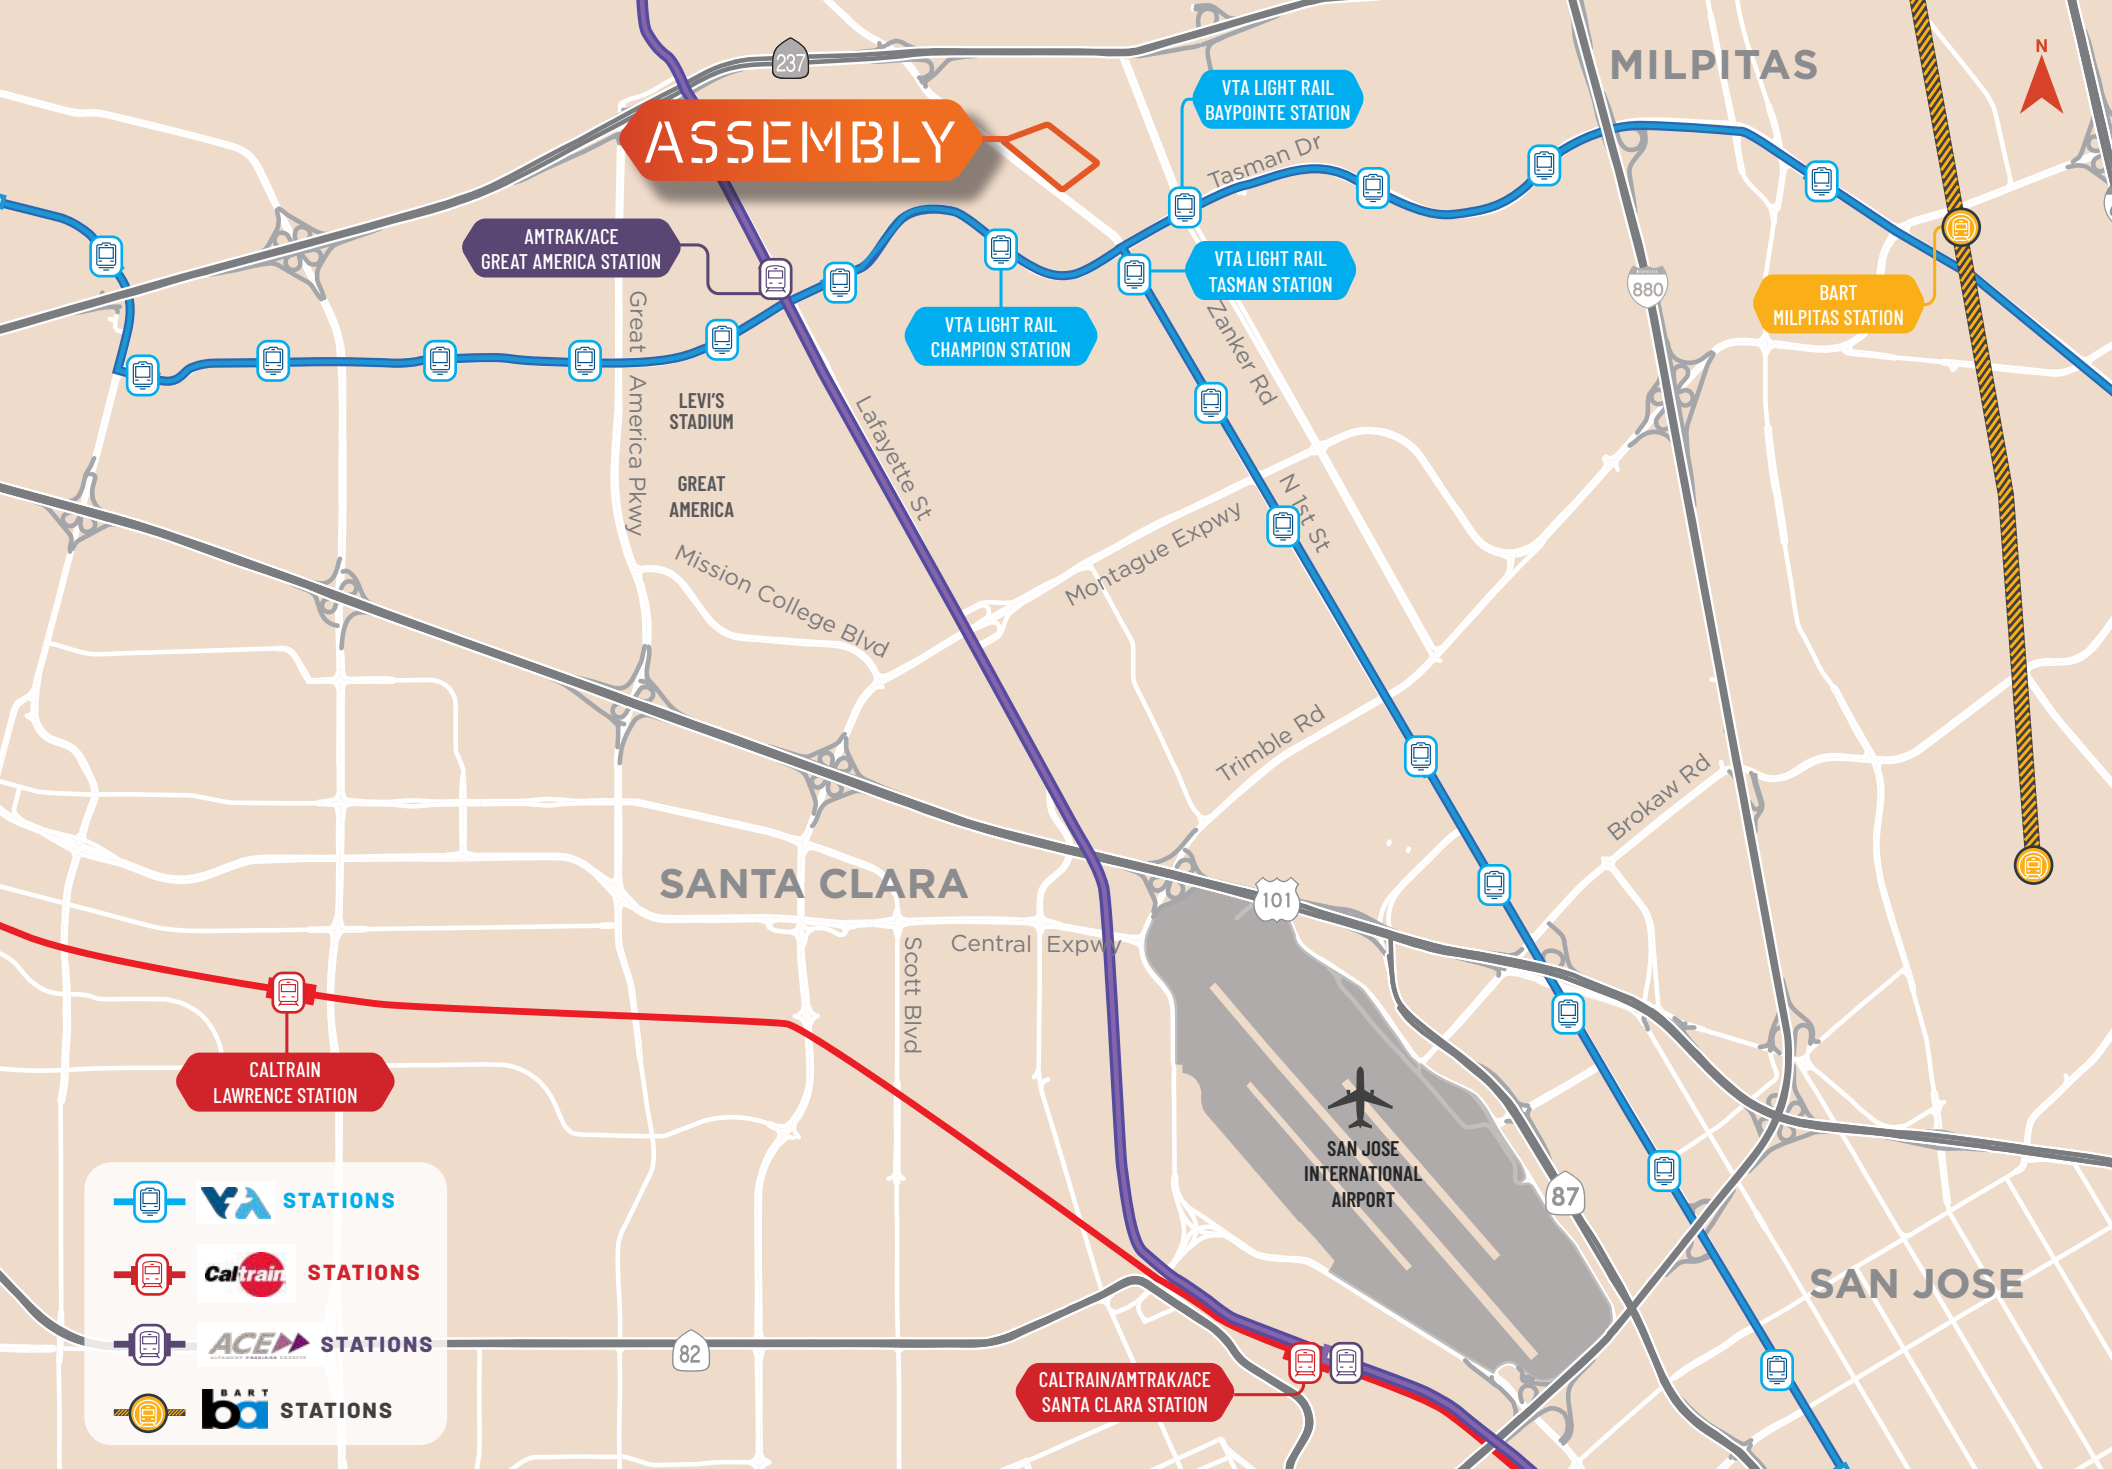 237
MILPITAS
N
VTA LIGHT RAIL
BAYPOINTE STATION
ASSEMBLY
Tasman Dr
AMTRAK/ACE
GREAT AMERICA STATION
VTA LIGHT RAIL
TASMAN STATION
880
BART
MILPITAS STATION
VTA LIGHT RAIL
CHAMPION STATION
Great America Pkwy
Zanker Rd
LEVI'S
STADIUM
Lafayette St
GREAT
AMERICA
N 1st St
Montague Expwy
Mission College Blvd
Trimble Rd
Brokaw Rd
SANTA CLARA
101
Central Expwy
Scott Blvd
CALTRAIN
LAWRENCE STATION
SAN JOSE
INTERNATIONAL
AIRPORT
87
VTA STATIONS
Caltrain STATIONS
SAN JOSE
ACE STATIONS
82
CALTRAIN/AMTRAK/ACE
SANTA CLARA STATION
BART
ba STATIONS